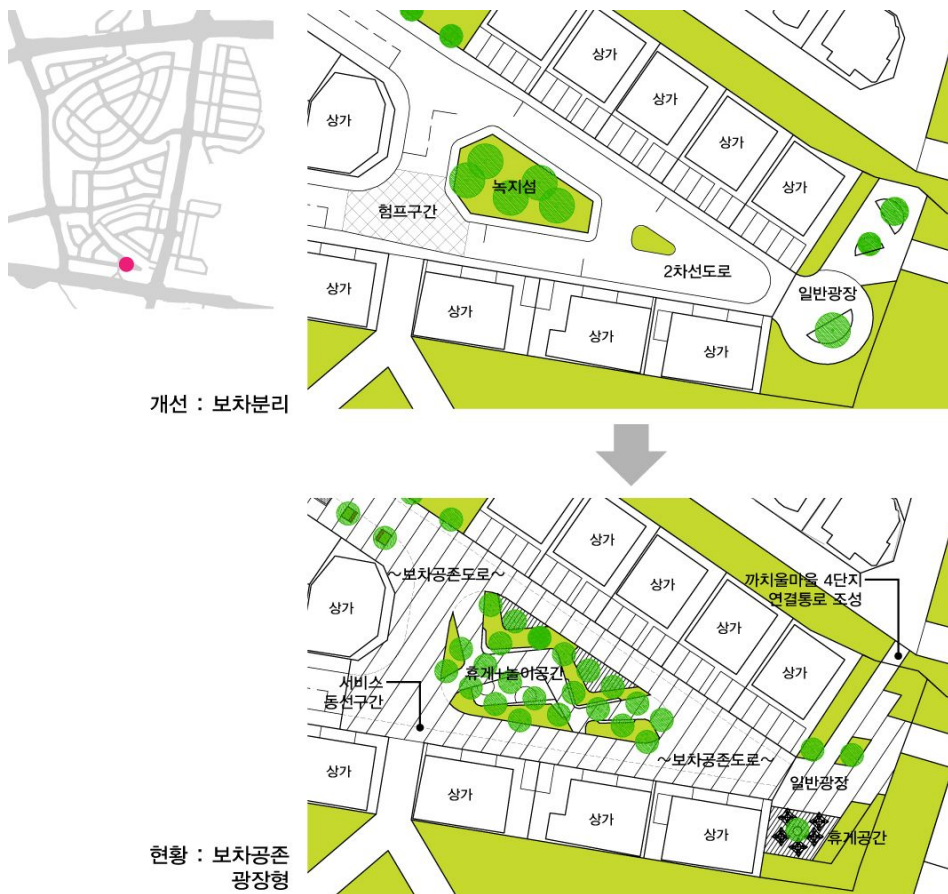 상가
상가
상가
상가
상가
녹지섬
험프구간
2차선도로
일반광장
상가
상가
상가
상가
개선 : 보차분리
상가
상가
상가
상가
상가
~보차공존도로~
까치울마을 4단지
연결통로 조성
휴게+놀이공간
서비스
동선구간
~보차공존도로~
일반광장
상가
상가
상가
상가
휴게공간
현황 : 보차공존
광장형